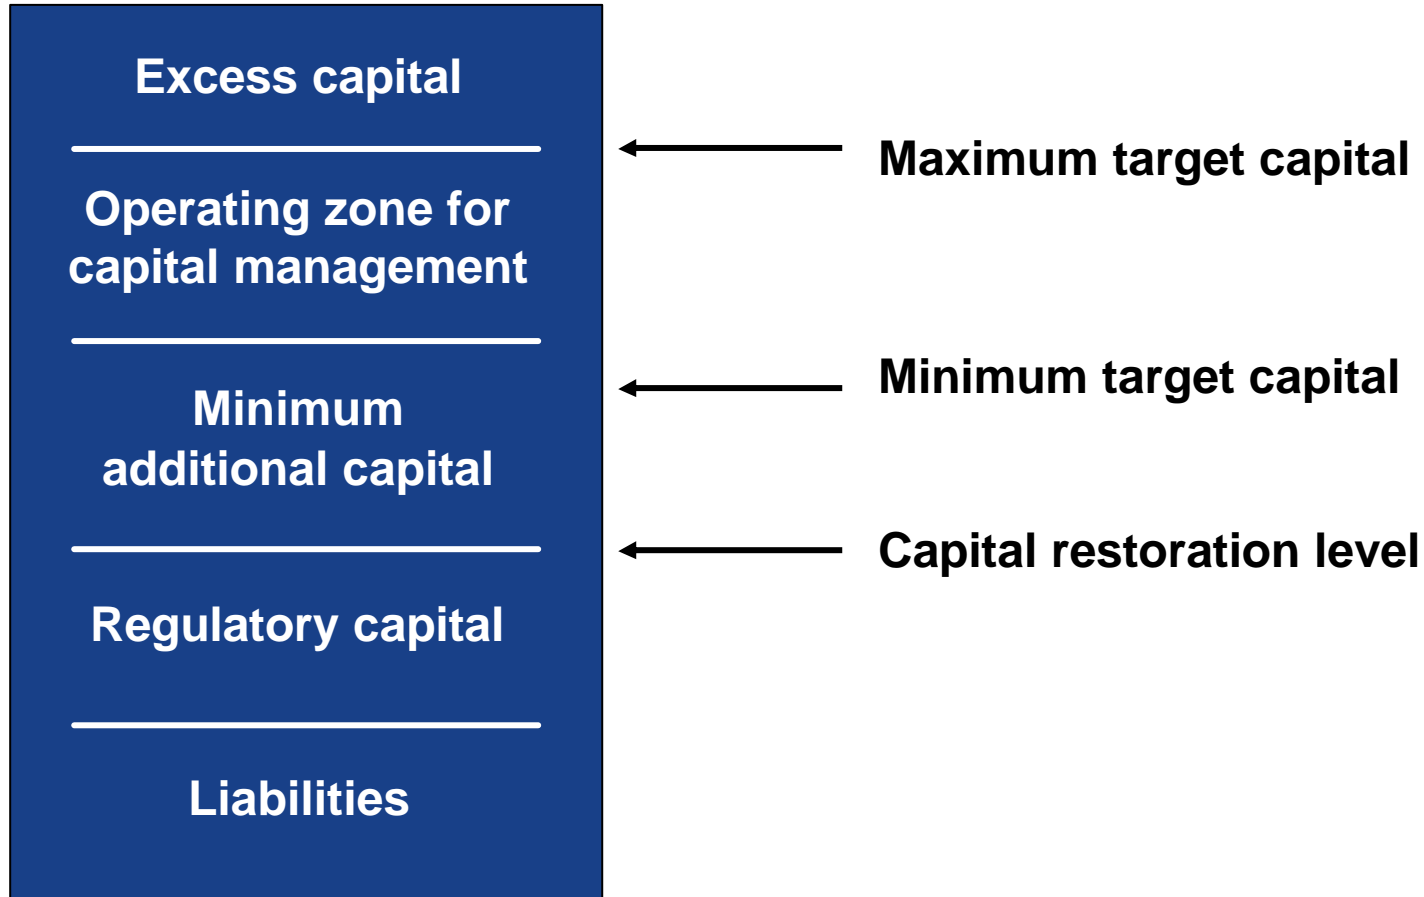 Excess capital
Maximum target capital
Operating zone for
capital management
Minimum target capital
Minimum
additional capital
Capital restoration level
Regulatory capital
Liabilities